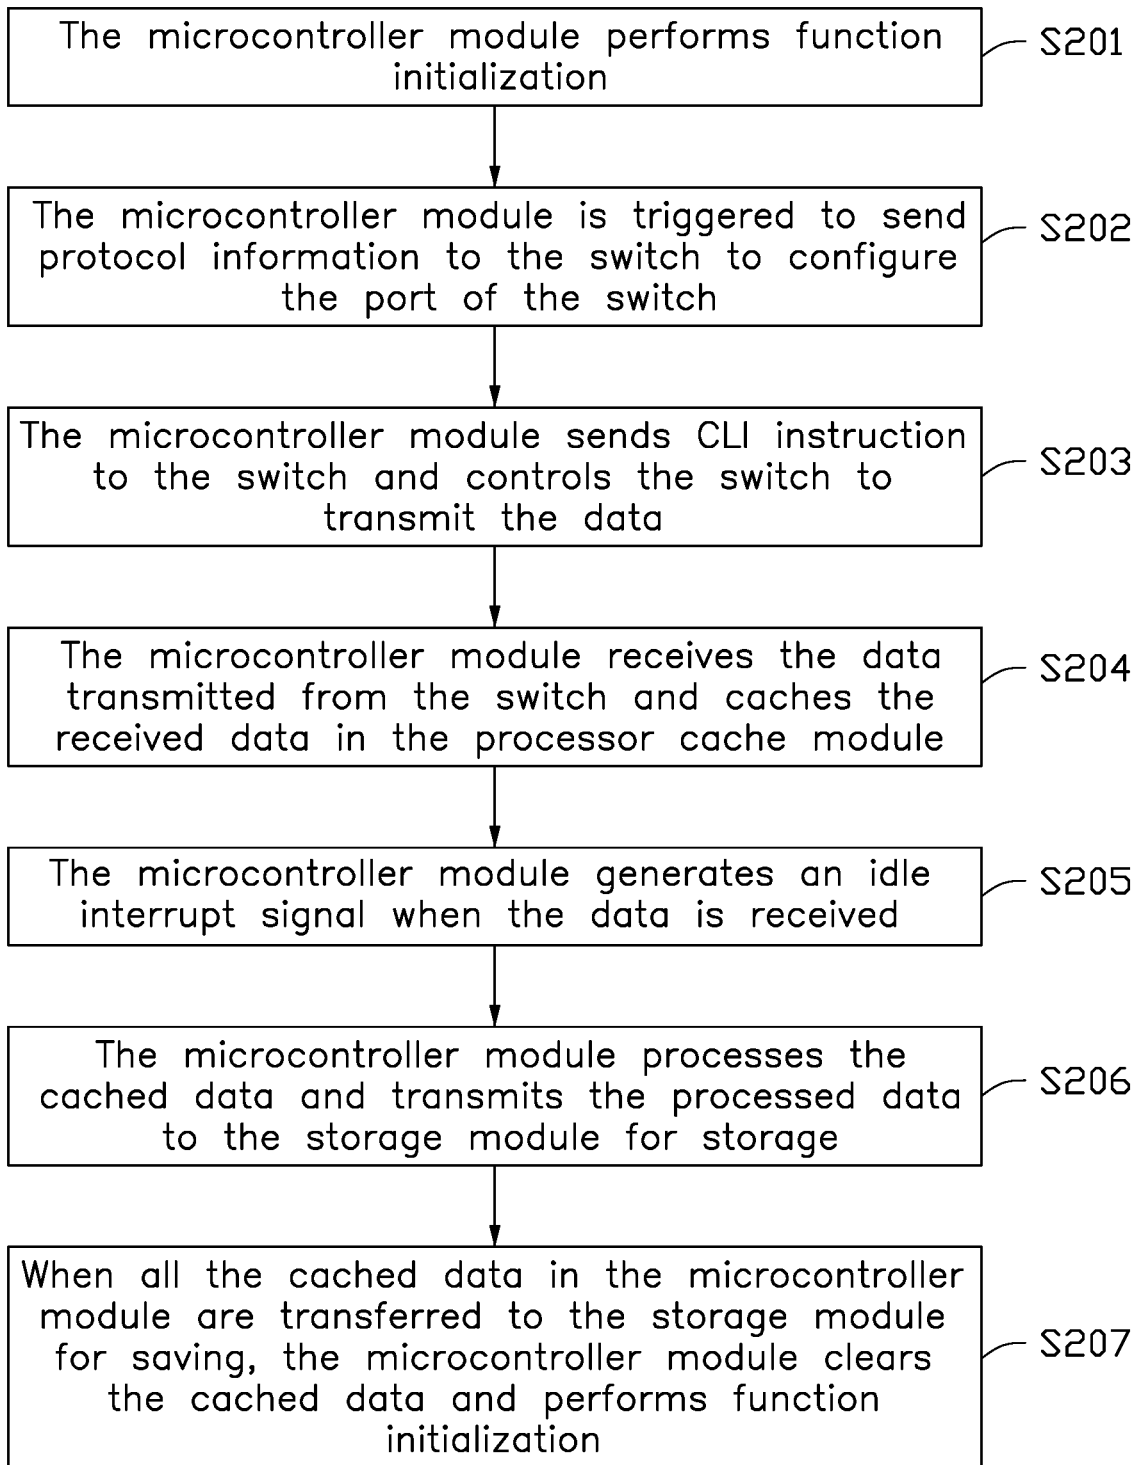 The microcontroller module performs function
initialization
S201
The microcontroller module is triggered to send
protocol information to the switch to configure
the port of the switch
S202
The microcontroller module sends CLI instruction
to the switch and controls the switch to
transmit the data
S203
The microcontroller module receives the data
transmitted from the switch and caches the
received data in the processor cache module
S204
The microcontroller module generates an idle
interrupt signal when the data is received
S205
The microcontroller module processes the
cached data and transmits the processed data
to the storage module for storage
S206
When all the cached data in the microcontroller
module are transferred to the storage module
for saving, the microcontroller module clears
the cached data and performs function
initialization
S207